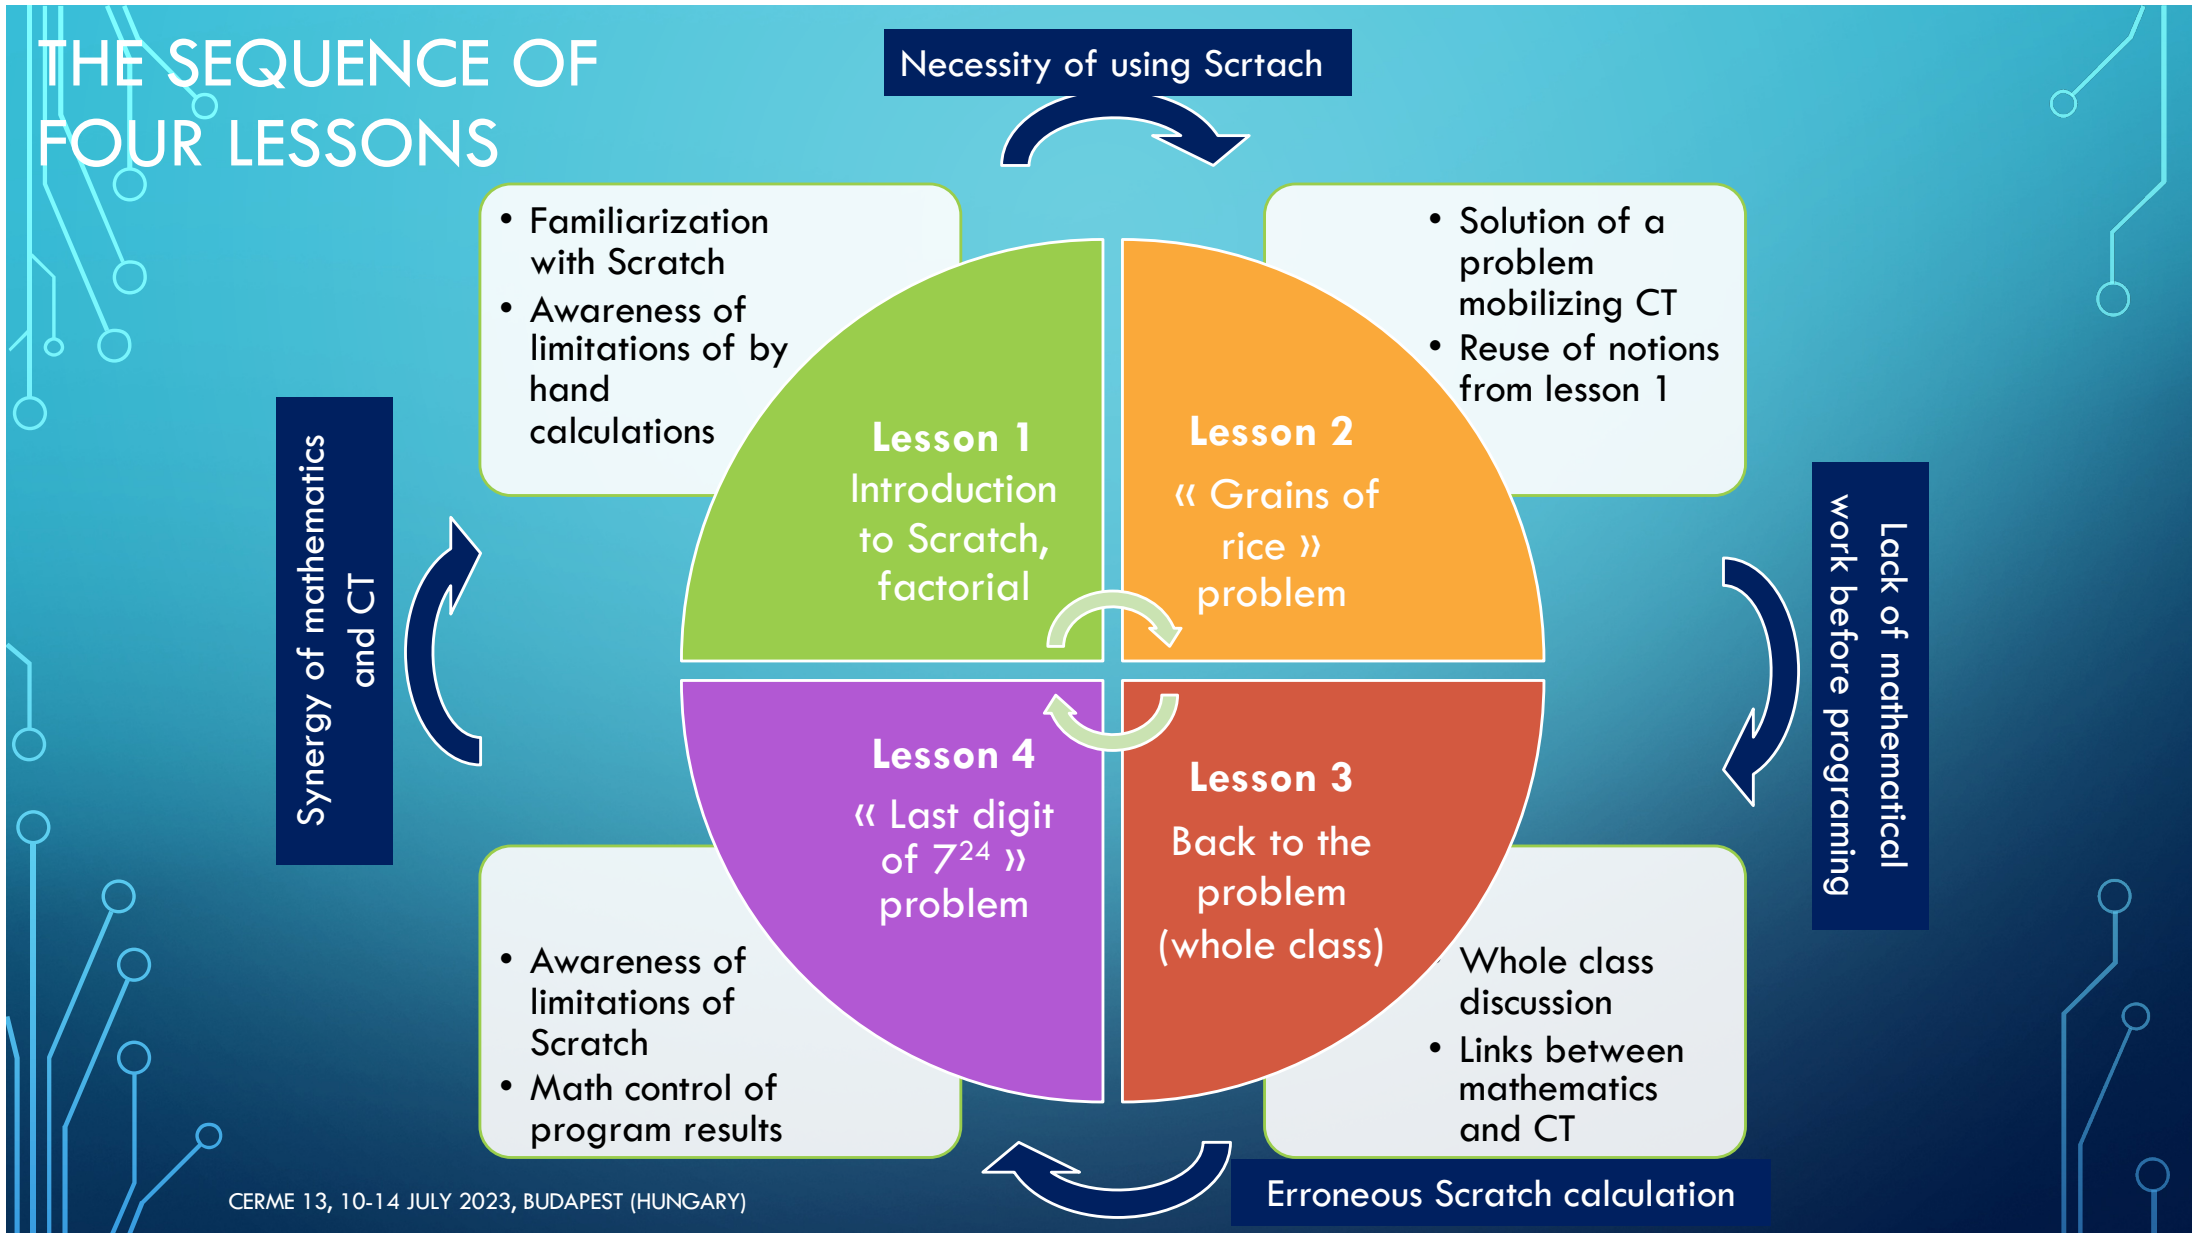 THE SEQUENCE OF
FOUR LESSONS
Necessity of using Scrtach
• Familiarization
with Scratch
• Awareness of
limitations of by
hand
calculations
• Solution of a
problem
mobilizing CT
• Reuse of notions
from lesson 1
Lesson 1
Introduction
to Scratch,
factorial
Lesson 2
« Grains of
rice »
problem
Synergy of mathematics
and CT
Lack of mathematical
work before programing
Lesson 4
« Last digit
of 7²⁴ »
problem
Lesson 3
Back to the
problem
(whole class)
• Awareness of
limitations of
Scratch
• Math control of
program results
Whole class
discussion
• Links between
mathematics
and CT
Erroneous Scratch calculation
CERME 13, 10-14 JULY 2023, BUDAPEST (HUNGARY)